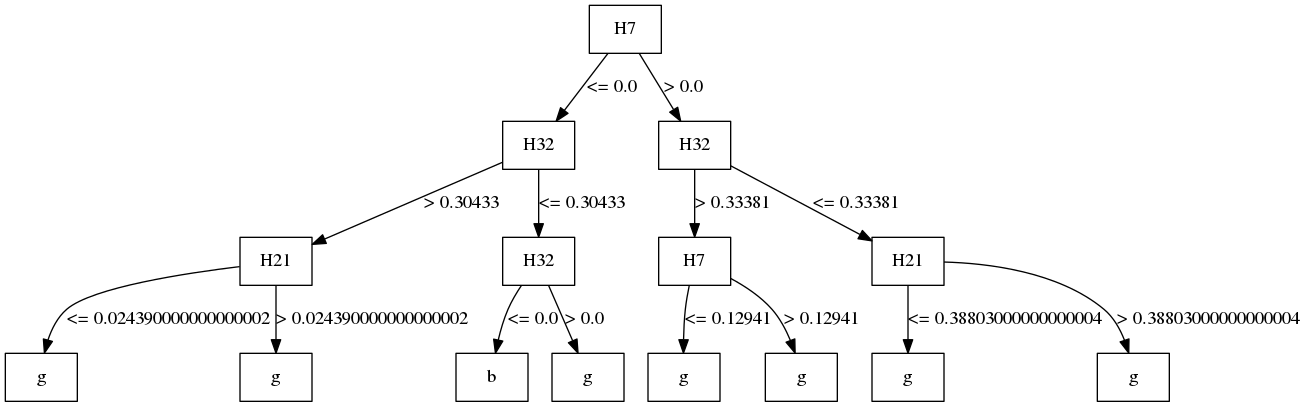 H7
<= 0.0 > 0.0
H32 H32
> 0.30433 <= 0.30433 > 0.33381 <= 0.33381
H21 H32 H7 H21
<= 0.024390000000000002 > 0.024390000000000002 <= 0.0 > 0.0 <= 0.12941 > 0.12941 <= 0.38803000000000004 > 0.38803000000000004
g g b g g g g g